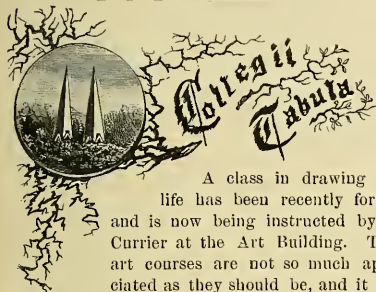 Collegii
Tabula
A class in drawing
life has been recently for
and is now being instructed by
Currier at the Art Building. T
art courses are not so much ap
ciated as they should be, and it